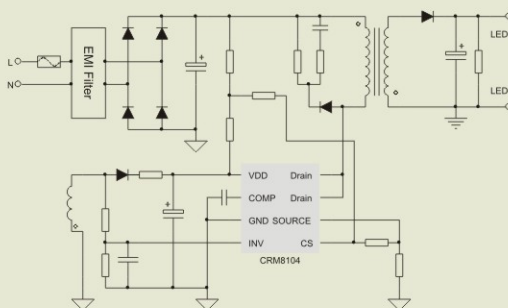 L
N
EMI Filter
LED
LED
VDD Drain
COMP Drain
GND SOURCE
INV CS
CRM8104